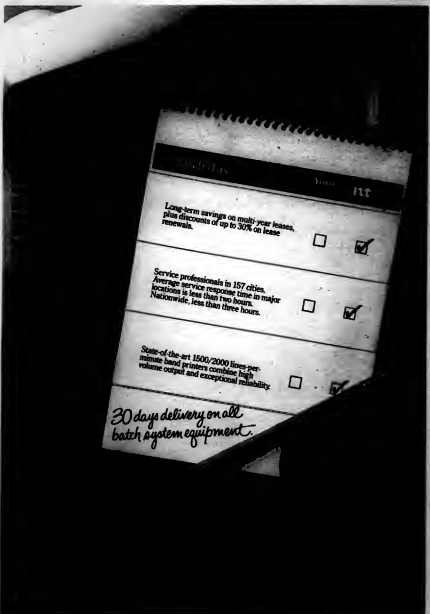 Your nt
Long-term savings on multi-year leases,
plus discounts of up to 30% on lease
renewals.
Service professionals in 157 cities.
Average service response time in major
locations is less than two hours.
Nationwide, less than three hours.
State-of-the-art 1500/2000 lines-per-
minute band printers combine high
volume output and exceptional reliability.
30 days delivery on all
batch system equipment.